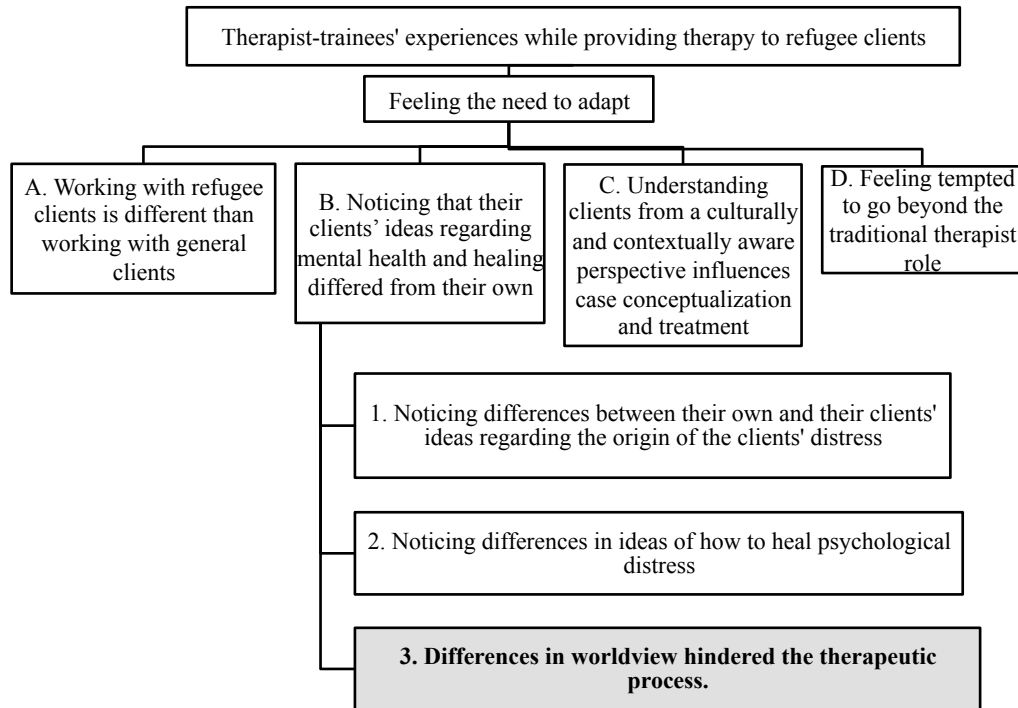 Therapist-trainees' experiences while providing therapy to refugee clients
Feeling the need to adapt
A. Working with refugee
clients is different than
working with general
clients
B. Noticing that their
clients’ ideas regarding
mental health and healing
differed from their own
C. Understanding
clients from a culturally
and contextually aware
perspective influences
case conceptualization
and treatment
D. Feeling tempted
to go beyond the
traditional therapist
role
1. Noticing differences between their own and their clients'
ideas regarding the origin of the clients' distress
2. Noticing differences in ideas of how to heal psychological
distress
3. Differences in worldview hindered the therapeutic
process.